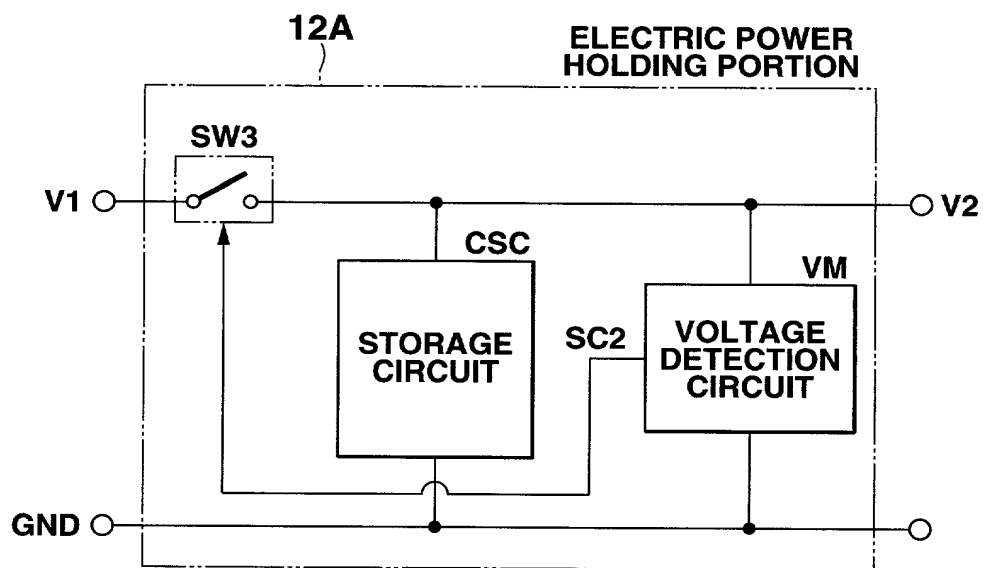 12A
ELECTRIC POWER
HOLDING PORTION
SW3
V1
V2
CSC
VM
STORAGE
CIRCUIT
SC2
VOLTAGE
DETECTION
CIRCUIT
GND